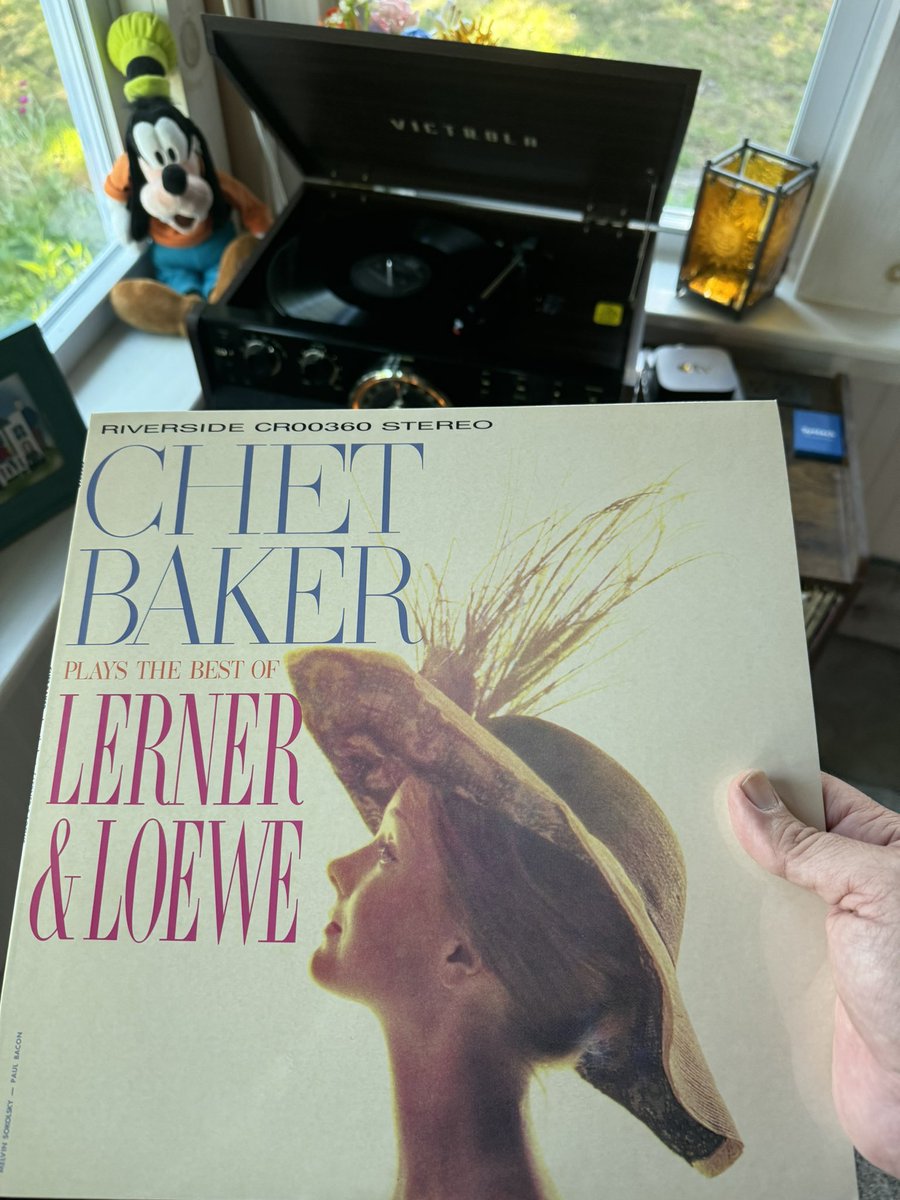 VICTROLA
RIVERSIDE CR00360 STEREO
CHET
BAKER
PLAYS THE BEST OF
LERNER
& LOEWE
MELVIN SOKOLSKY — PAUL BACON